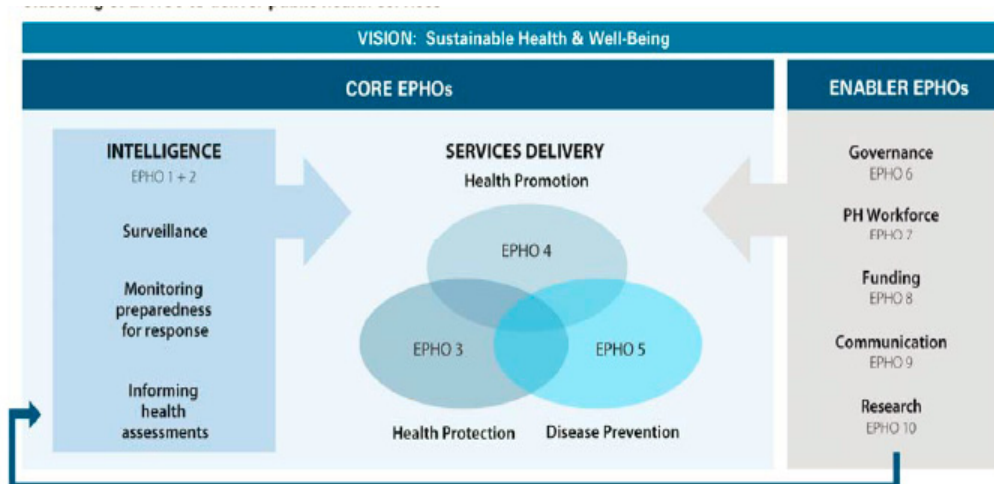 VISION: Sustainable Health & Well-Being
CORE EPHOs
ENABLER EPHOs
INTELLIGENCE
EPHO 1 + 2
Surveillance
Monitoring
preparedness
for response
Informing
health
assessments
SERVICES DELIVERY
Health Promotion
EPHO 4
EPHO 3
EPHO 5
Health Protection
Disease Prevention
Governance
EPHO 6
PH Workforce
EPHO 7
Funding
EPHO 8
Communication
EPHO 9
Research
EPHO 10